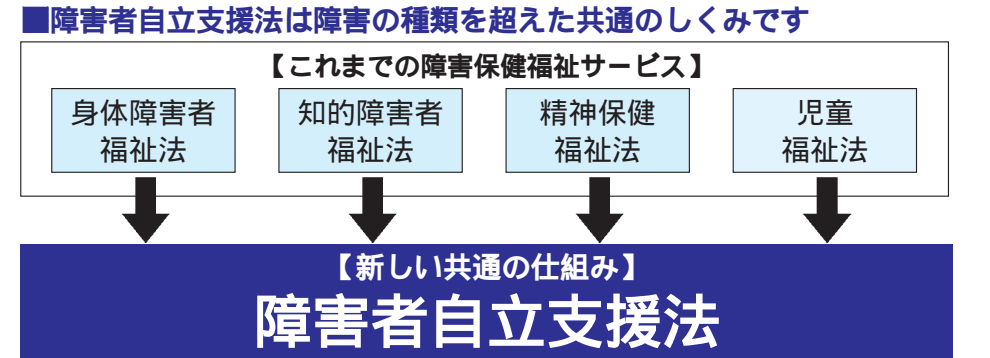 ■障害者自立支援法は障害の種類を超えた共通のしくみです
【これまでの障害保健福祉サービス】
身体障害者
福祉法
知的障害者
福祉法
精神保健
福祉法
児童
福祉法
【新しい共通の仕組み】
障害者自立支援法